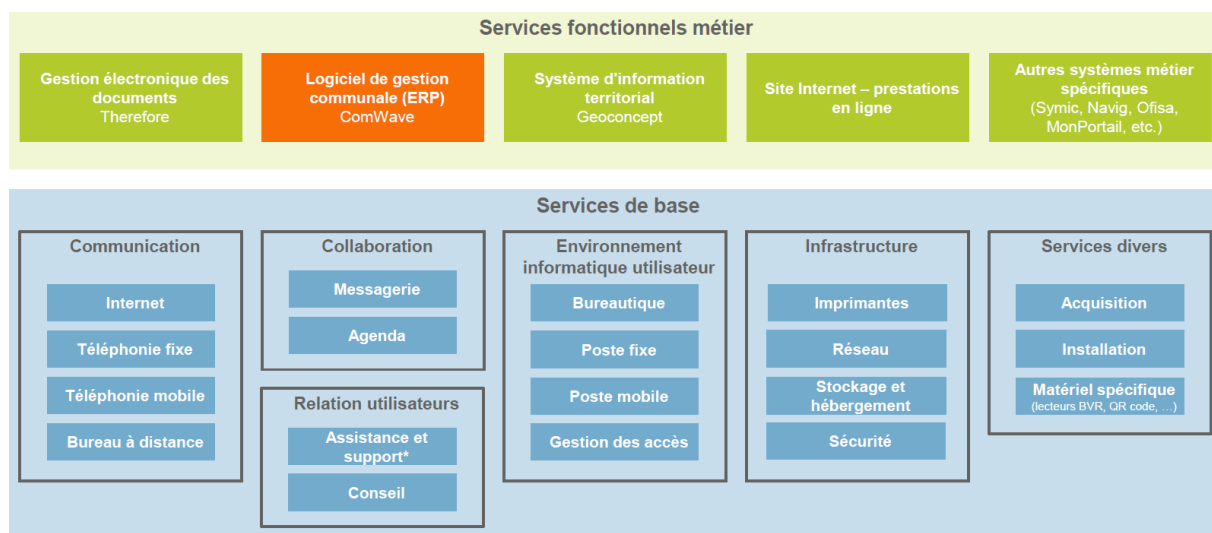 Services fonctionnels métier
Gestion électronique des
documents
Therefore
Logiciel de gestion
communale (ERP)
ComWave
Système d'information
territorial
Geoconcept
Site Internet – prestations
en ligne
Autres systèmes métier
spécifiques
(Symic, Navig, Ofisa,
MonPortail, etc.)
Services de base
Communication
Internet
Téléphonie fixe
Téléphonie mobile
Bureau à distance
Collaboration
Messagerie
Agenda
Relation utilisateurs
Assistance et
support*
Conseil
Environnement
informatique utilisateur
Bureautique
Poste fixe
Poste mobile
Gestion des accès
Infrastructure
Imprimantes
Réseau
Stockage et
hébergement
Sécurité
Services divers
Acquisition
Installation
Matériel spécifique
(lecteurs BVR, QR code, …)